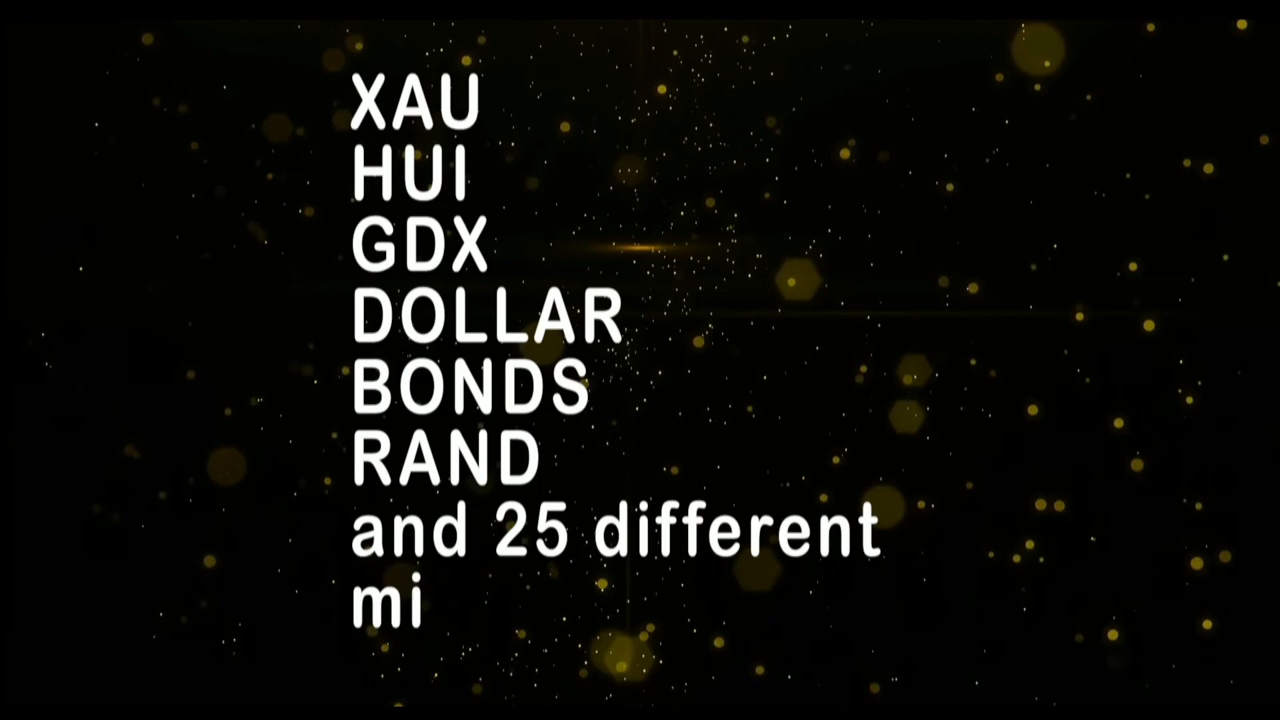 XAU
HUI
GDX
DOLLAR
BONDS
RAND
and 25 different
mi